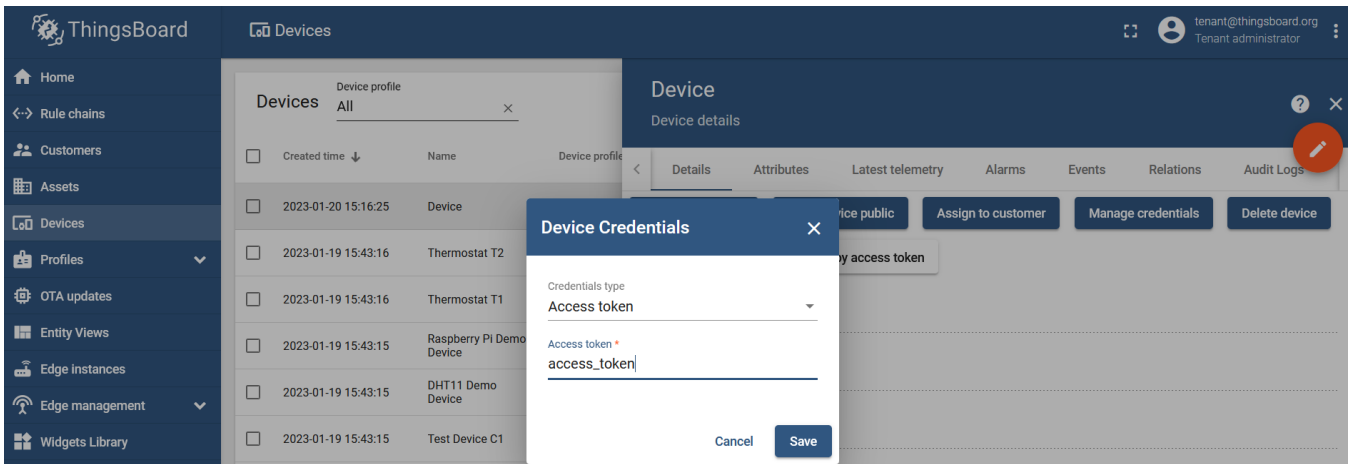 ThingsBoard
Devices
tenant@thingsboard.org
Tenant administrator
Home
Rule chains
Customers
Assets
Devices
Profiles
OTA updates
Entity Views
Edge instances
Edge management
Widgets Library
Devices
Device profile
All
Created time
Name
Device profile
2023-01-20 15:16:25
Device
2023-01-19 15:43:16
Thermostat T2
2023-01-19 15:43:16
Thermostat T1
2023-01-19 15:43:15
Raspberry Pi Demo
Device
2023-01-19 15:43:15
DHT11 Demo
Device
2023-01-19 15:43:15
Test Device C1
Device
Device details
Details
Attributes
Latest telemetry
Alarms
Events
Relations
Audit Logs
vice public
Assign to customer
Manage credentials
Delete device
by access token
Device Credentials
Credentials type
Access token
Access token *
access_token
Cancel
Save